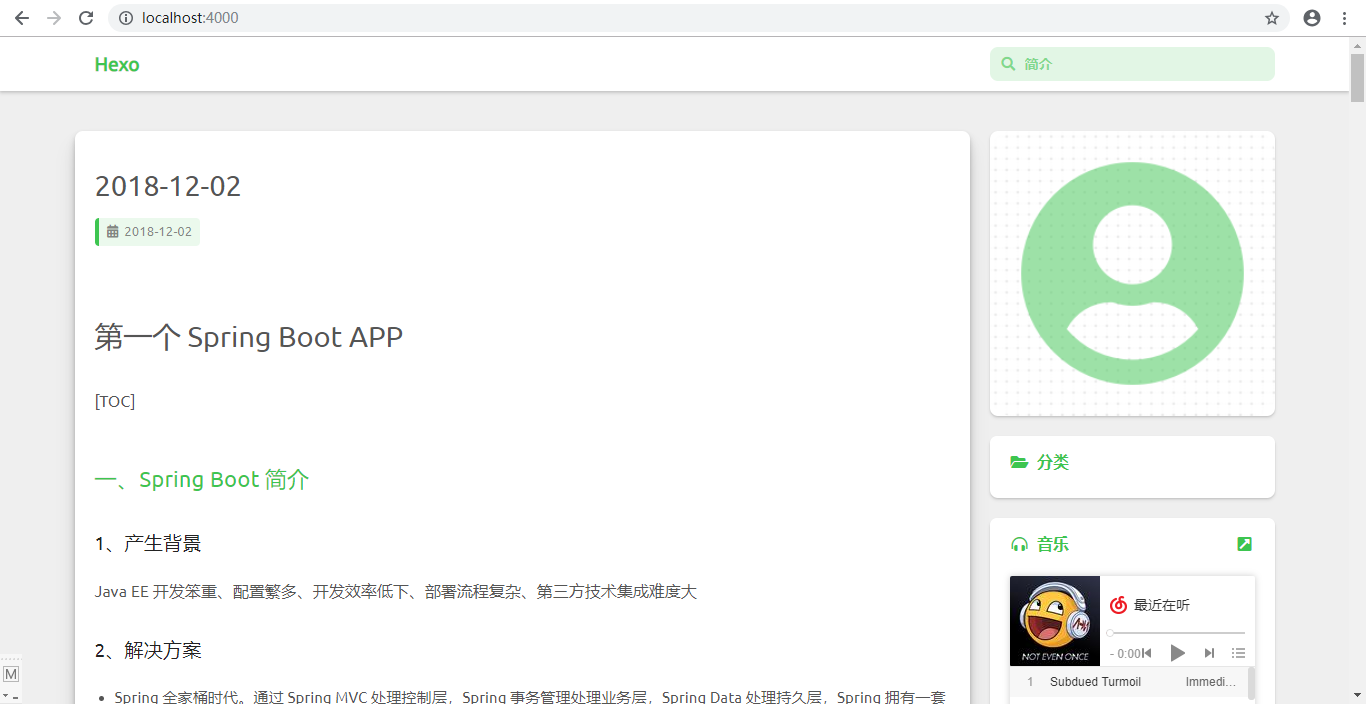 localhost:4000
Hexo
简介
2018-12-02
2018-12-02
第一个 Spring Boot APP
[TOC]
一、Spring Boot 简介
1、产生背景
Java EE 开发笨重、配置繁多、开发效率低下、部署流程复杂、第三方技术集成难度大
2、解决方案
• Spring 全家桶时代。通过 Spring MVC 处理控制层，Spring 事务管理处理业务层，Spring Data 处理持久层，Spring 拥有一套
分类
音乐
NOT EVEN ONCE
最近在听
- 0:00
1 Subdued Turmoil Immedi...
M